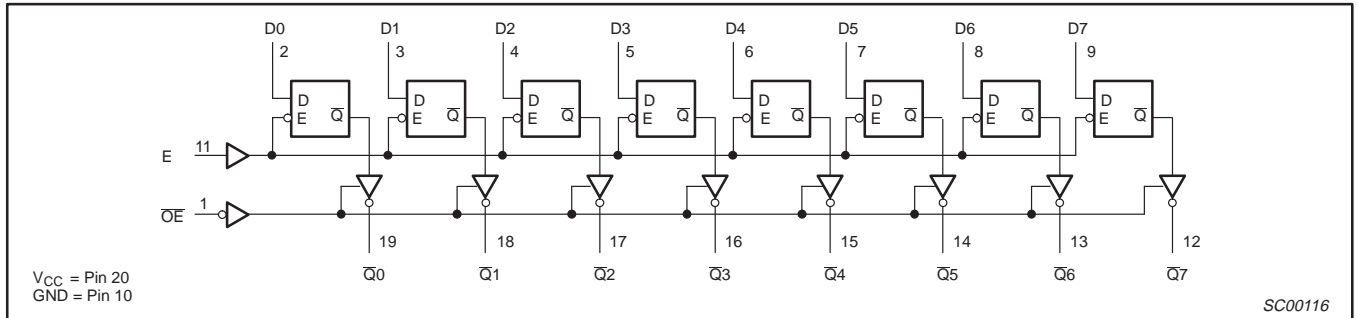 D0 D1 D2 D3 D4 D5 D6 D7
2 3 4 5 6 7 8 9
D Q̅ D Q̅ D Q̅ D Q̅ D Q̅ D Q̅ D Q̅ D Q̅
E E E E E E E E
E 11
O̅E̅ 1
19 18 17 16 15 14 13 12
Q̅0 Q̅1 Q̅2 Q̅3 Q̅4 Q̅5 Q̅6 Q̅7
VCC = Pin 20
GND = Pin 10
SC00116